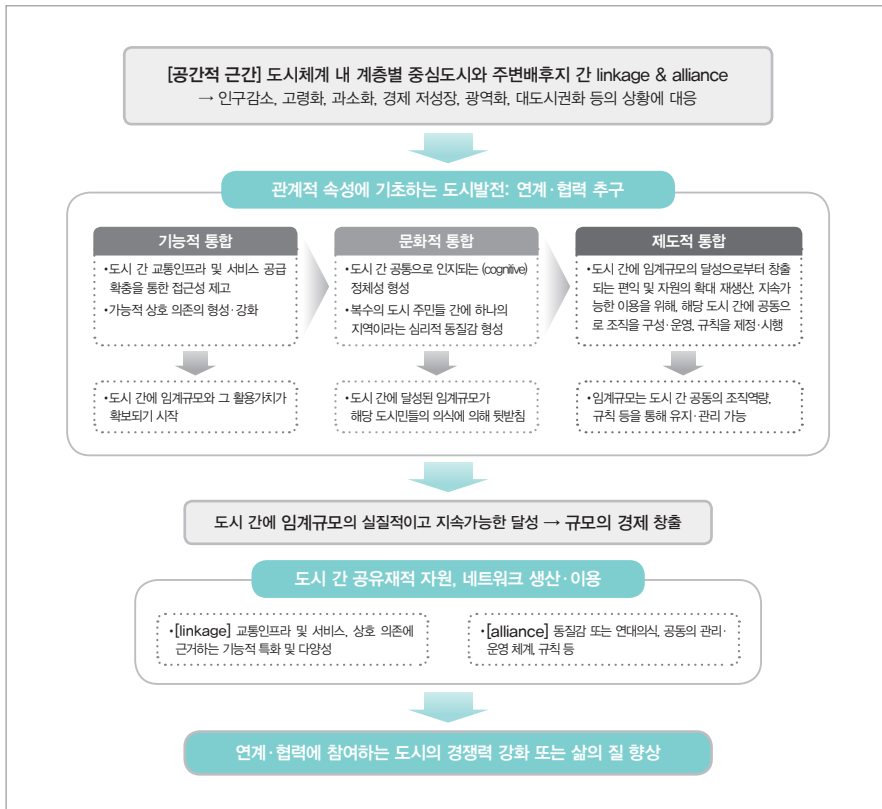 [공간적 근간] 도시체계 내 계층별 중심도시와 주변배후지 간 linkage & alliance
→ 인구감소, 고령화, 과소화, 경제 저성장, 광역화, 대도시권화 등의 상황에 대응
관계적 속성에 기초하는 도시발전: 연계·협력 추구
기능적 통합
•도시 간 교통인프라 및 서비스 공급
확충을 통한 접근성 제고
•가능적 상호 의존의 형성·강화
•도시 간에 임계규모와 그 활용가치가
확보되기 시작
문화적 통합
•도시 간 공통으로 인지되는 (cognitive)
정체성 형성
•복수의 도시 주민들 간에 하나의
지역이라는 심리적 동질감 형성
•도시 간에 달성된 임계규모가
해당 도시민들의 의식에 의해 뒷받침
제도적 통합
•도시 간에 임계규모의 달성으로부터 창출
되는 편익 및 자원의 확대 재생산, 지속가
능한 이용을 위해, 해당 도시 간에 공동으
로 조직을 구성·운영, 규칙을 제정·시행
•임계규모는 도시 간 공동의 조직역량,
규칙 등을 통해 유지·관리 가능
도시 간에 임계규모의 실질적이고 지속가능한 달성 → 규모의 경제 창출
도시 간 공유재적 자원, 네트워크 생산·이용
•[linkage] 교통인프라 및 서비스, 상호 의존에
근거하는 기능적 특화 및 다양성
•[alliance] 동질감 또는 연대의식, 공동의 관리·
운영 체계, 규칙 등
연계·협력에 참여하는 도시의 경쟁력 강화 또는 삶의 질 향상